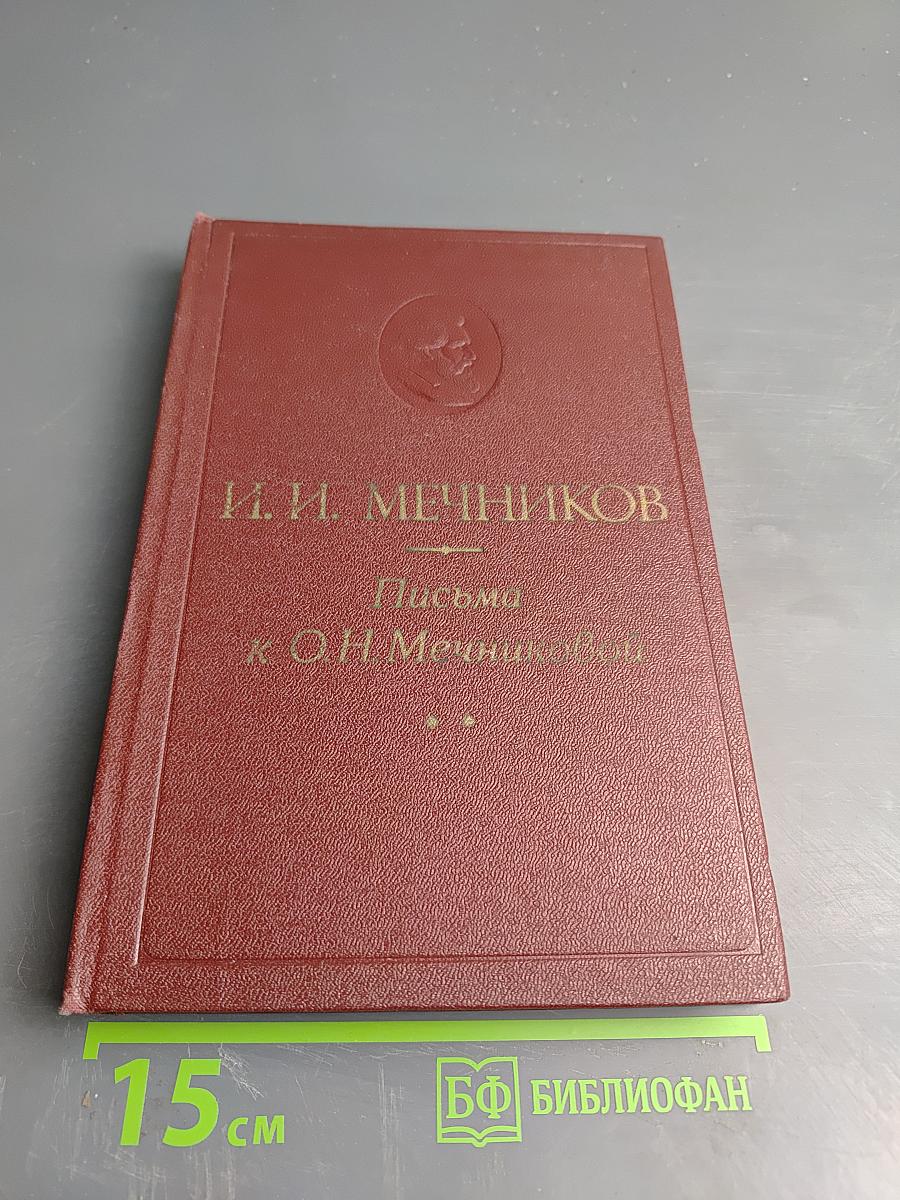 И. И. МЕЧНИКОВ
Письма
к О.Н.Мечниковой
15 см
БФ БИБЛИОФАН